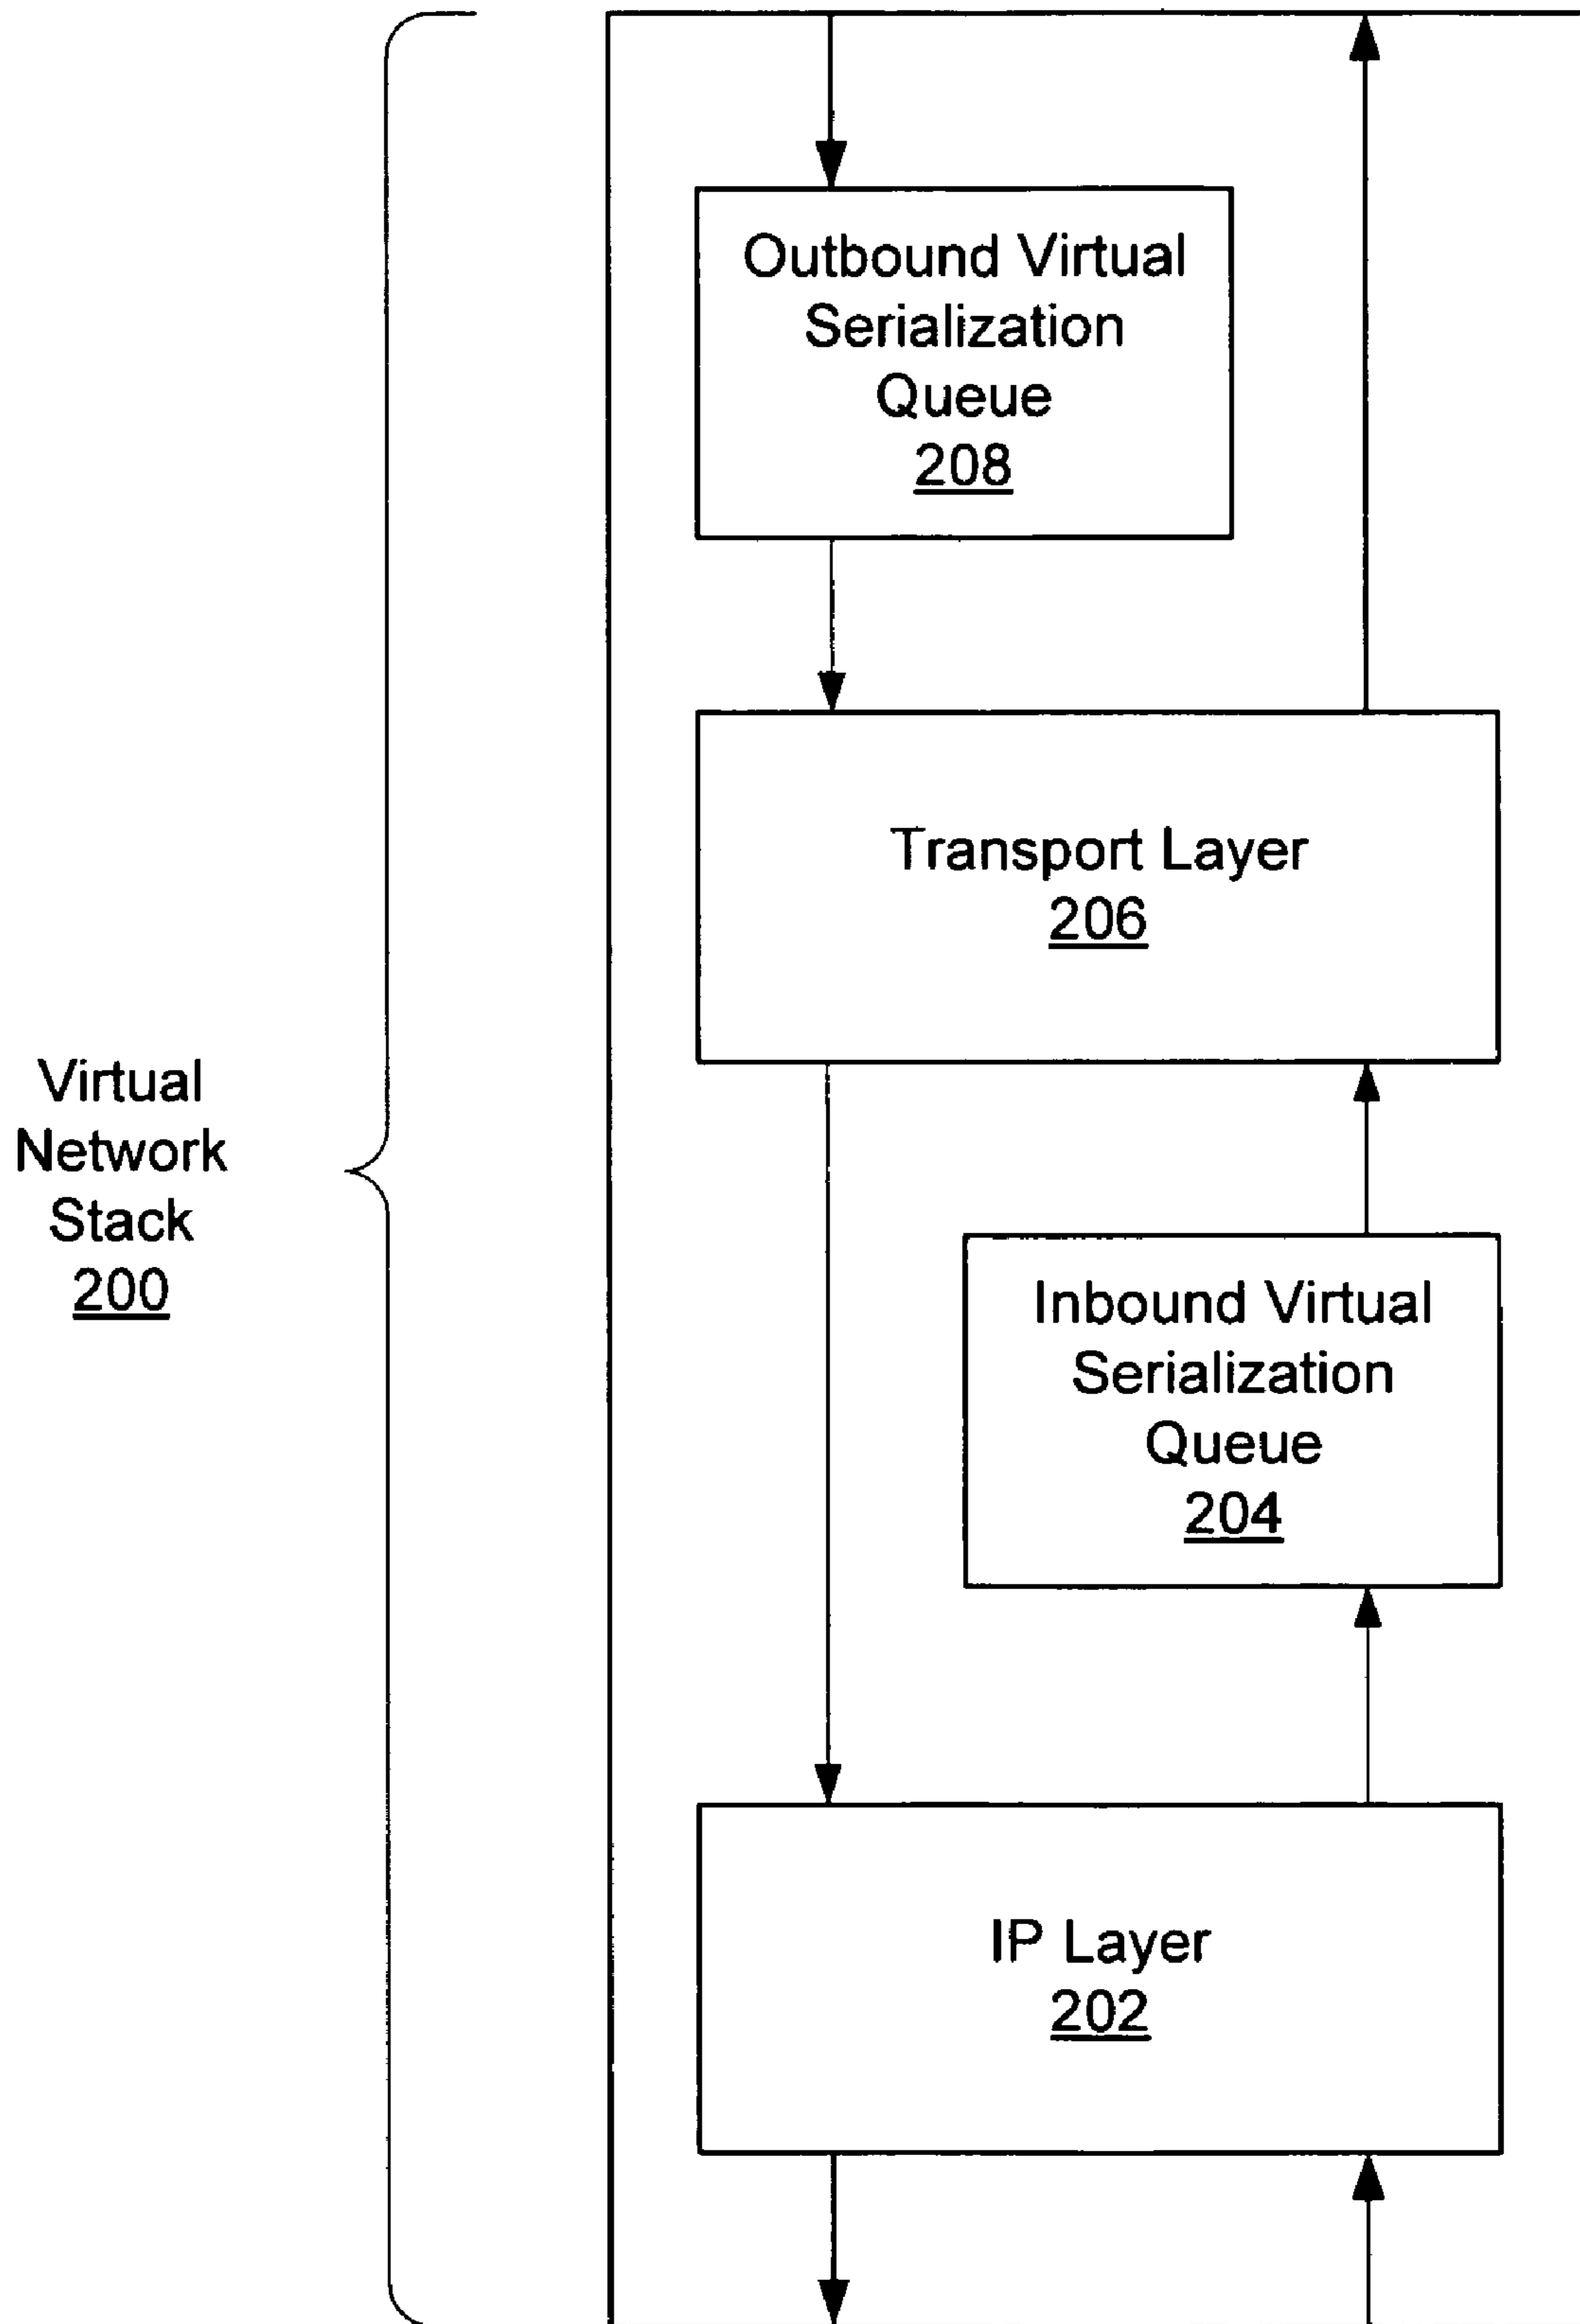 Outbound Virtual
Serialization
Queue
208
Transport Layer
206
Virtual
Network
Stack
200
Inbound Virtual
Serialization
Queue
204
IP Layer
202